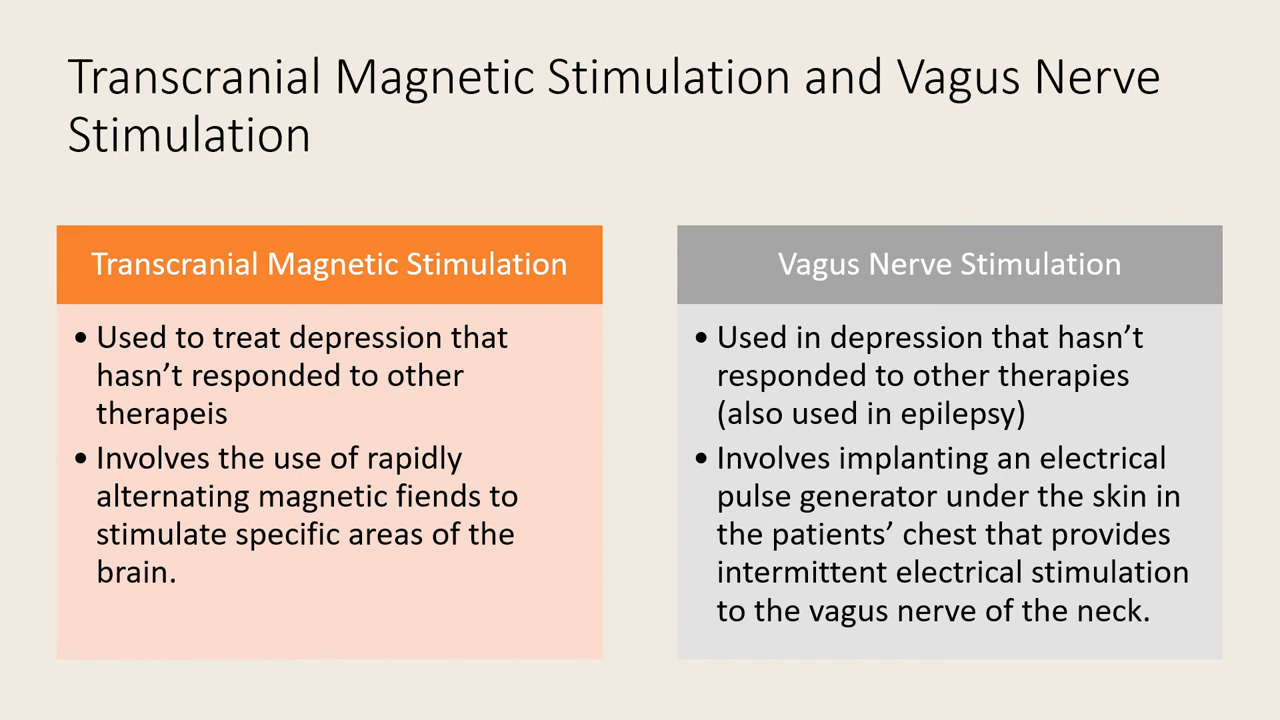 Transcranial Magnetic Stimulation and Vagus Nerve
Stimulation
Transcranial Magnetic Stimulation
• Used to treat depression that
hasn’t responded to other
therapeis
• Involves the use of rapidly
alternating magnetic fiends to
stimulate specific areas of the
brain.
Vagus Nerve Stimulation
• Used in depression that hasn’t
responded to other therapies
(also used in epilepsy)
• Involves implanting an electrical
pulse generator under the skin in
the patients’ chest that provides
intermittent electrical stimulation
to the vagus nerve of the neck.